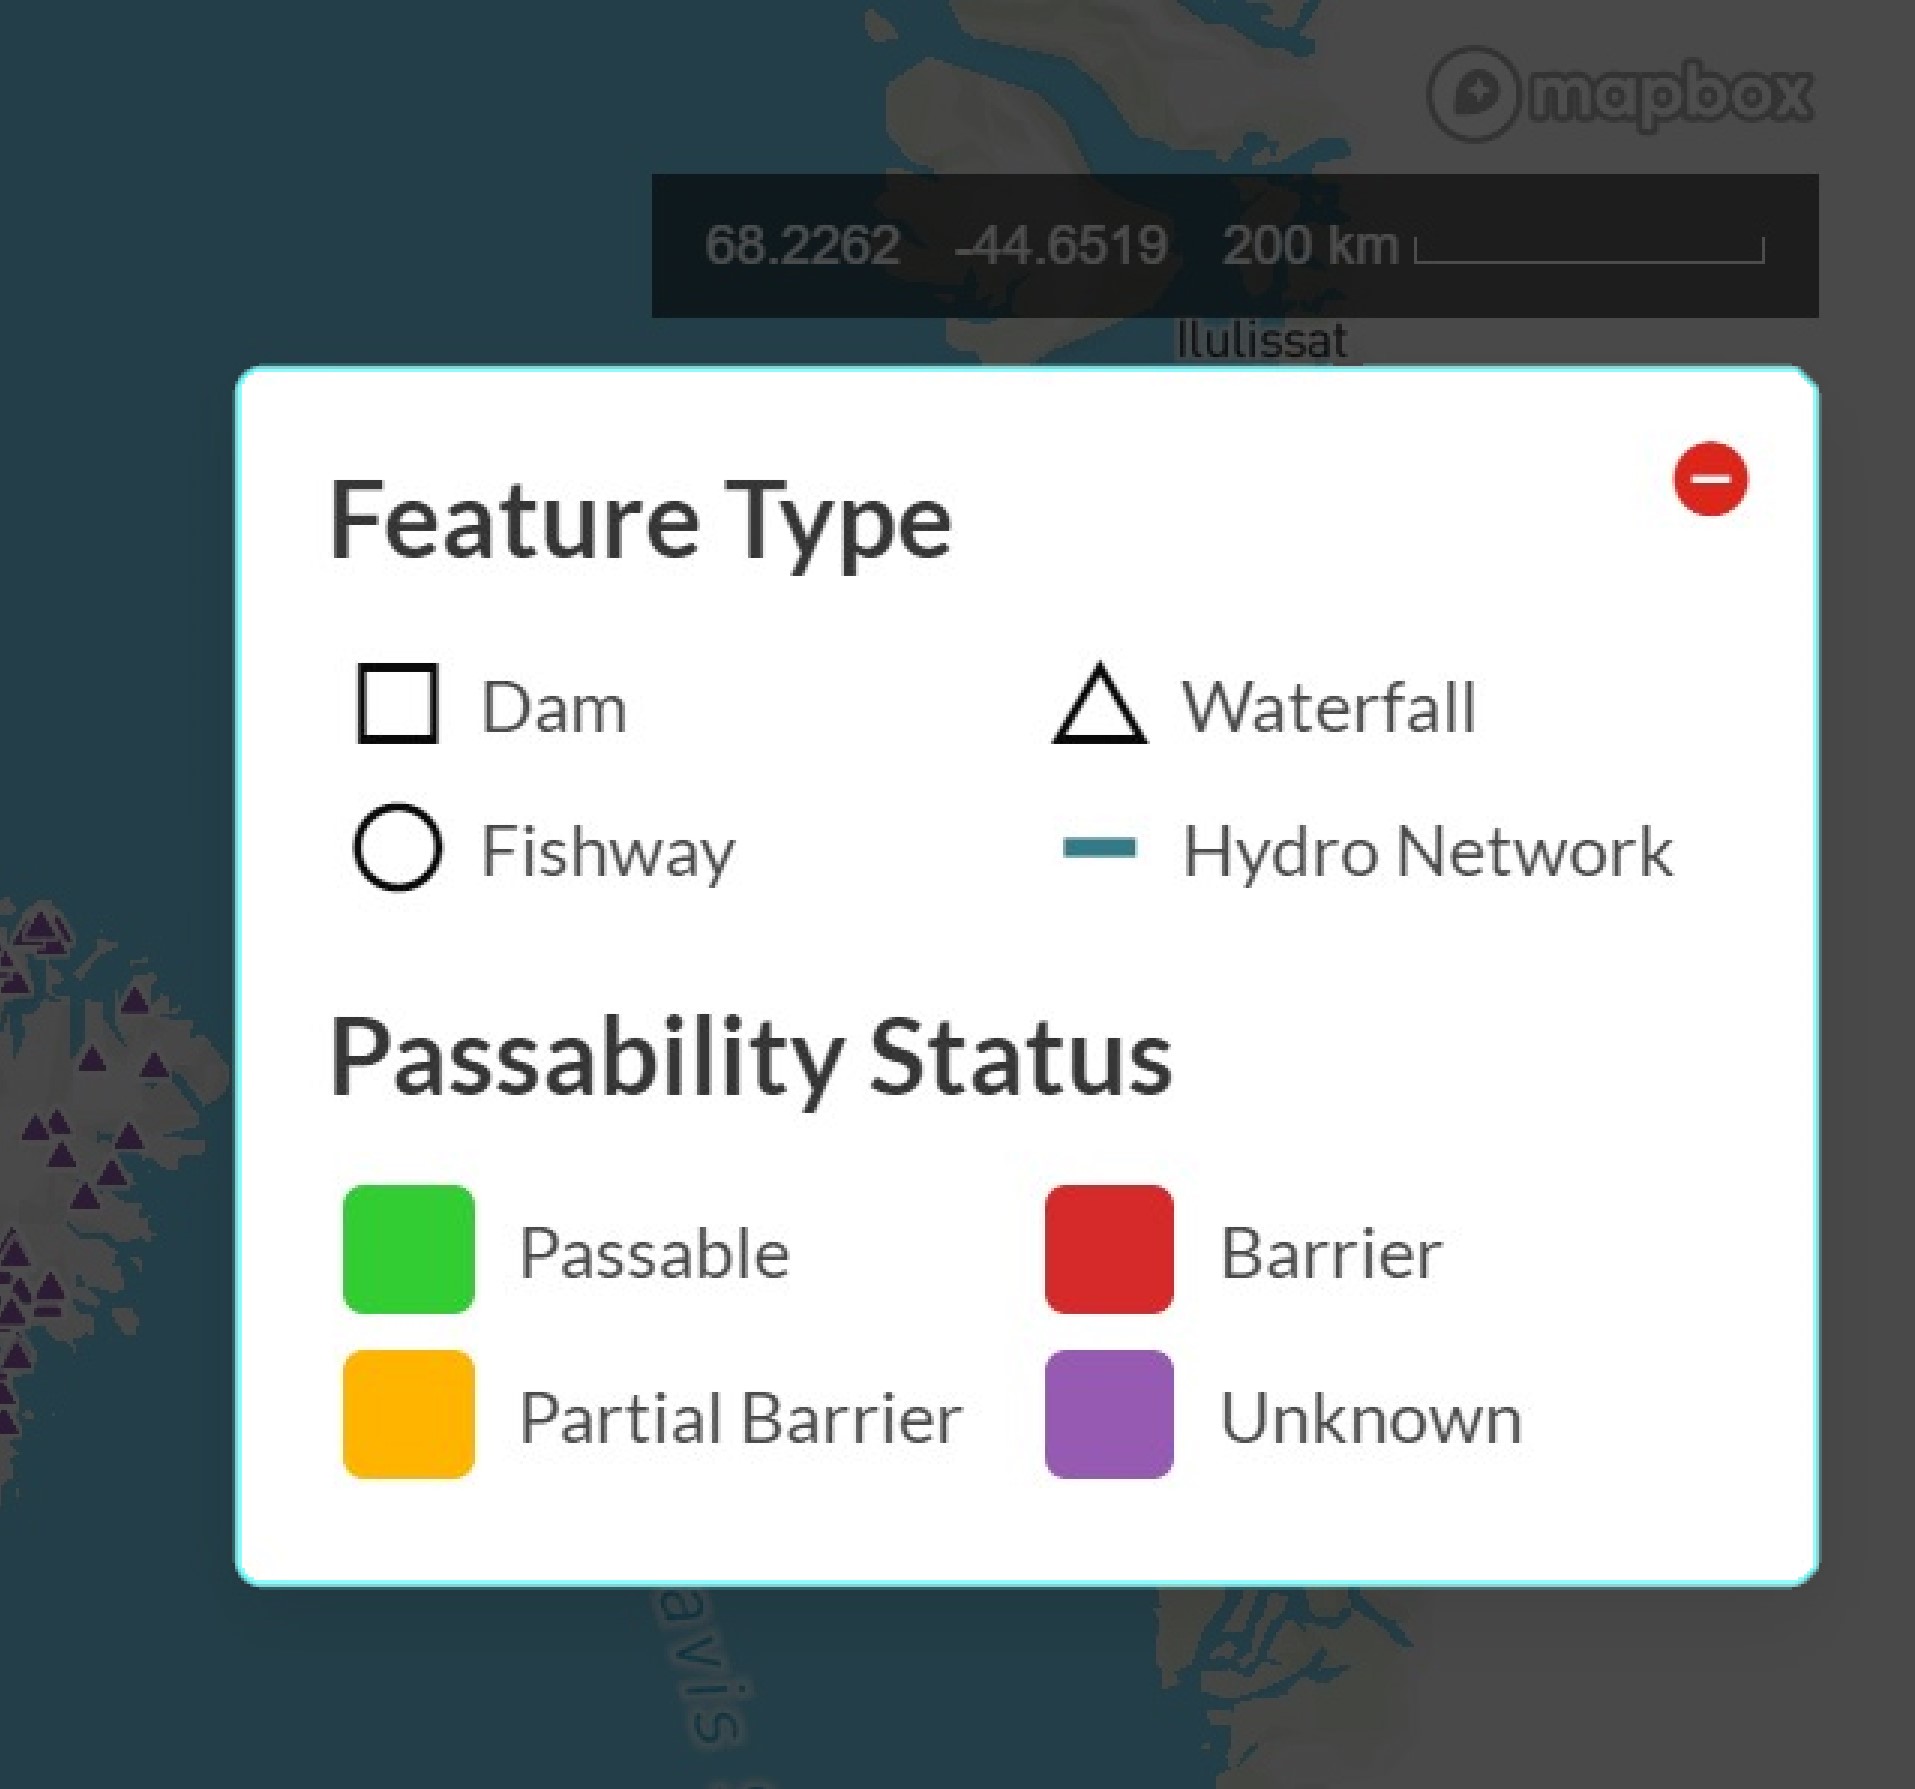 mapbox
68.2262 -44.6519 200 km
Ilulissat
Feature Type
Dam
Waterfall
Fishway
Hydro Network
Passability Status
Passable
Barrier
Partial Barrier
Unknown
avis